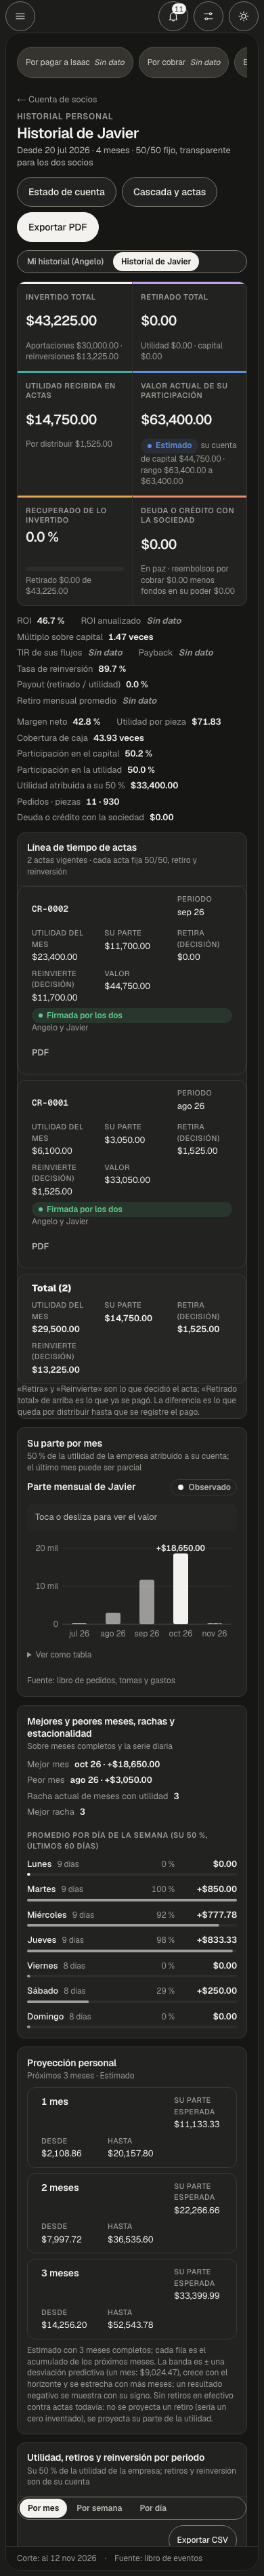 11
Por pagar a Isaac Sin dato
Por cobrar Sin dato
← Cuenta de socios
HISTORIAL PERSONAL
Historial de Javier
Desde 20 jul 2026 · 4 meses · 50/50 fijo, transparente
para los dos socios
Estado de cuenta
Cascada y actas
Exportar PDF
Mi historial (Angelo)
Historial de Javier
INVERTIDO TOTAL
$43,225.00
Aportaciones $30,000.00 ·
reinversiones $13,225.00
RETIRADO TOTAL
$0.00
Utilidad $0.00 · capital
$0.00
UTILIDAD RECIBIDA EN
ACTAS
$14,750.00
Por distribuir $1,525.00
VALOR ACTUAL DE SU
PARTICIPACIÓN
$63,400.00
Estimado su cuenta
de capital $44,750.00 ·
rango $63,400.00 a
$63,400.00
RECUPERADO DE LO
INVERTIDO
0.0 %
Retirado $0.00 de
$43,225.00
DEUDA O CRÉDITO CON
LA SOCIEDAD
$0.00
En paz · reembolsos por
cobrar $0.00 menos
fondos en su poder $0.00
ROI 46.7 % ROI anualizado Sin dato
Múltiplo sobre capital 1.47 veces
TIR de sus flujos Sin dato Payback Sin dato
Tasa de reinversión 89.7 %
Payout (retirado / utilidad) 0.0 %
Retiro mensual promedio Sin dato
Margen neto 42.8 % Utilidad por pieza $71.83
Cobertura de caja 43.93 veces
Participación en el capital 50.2 %
Participación en la utilidad 50.0 %
Utilidad atribuida a su 50 % $33,400.00
Pedidos · piezas 11 · 930
Deuda o crédito con la sociedad $0.00
Línea de tiempo de actas
2 actas vigentes · cada acta fija 50/50, retiro y
reinversión
CR-0002
PERIODO
sep 26
UTILIDAD DEL
MES
$23,400.00
SU PARTE
$11,700.00
RETIRA
(DECISIÓN)
$0.00
REINVIERTE
(DECISIÓN)
$11,700.00
VALOR
$44,750.00
Firmada por los dos
Angelo y Javier
PDF
CR-0001
PERIODO
ago 26
UTILIDAD DEL
MES
$6,100.00
SU PARTE
$3,050.00
RETIRA
(DECISIÓN)
$1,525.00
REINVIERTE
(DECISIÓN)
$1,525.00
VALOR
$33,050.00
Firmada por los dos
Angelo y Javier
PDF
Total (2)
UTILIDAD DEL
MES
$29,500.00
SU PARTE
$14,750.00
RETIRA
(DECISIÓN)
$1,525.00
REINVIERTE
(DECISIÓN)
$13,225.00
«Retira» y «Reinvierte» son lo que decidió el acta; «Retirado
total» de arriba es lo que ya se pagó. La diferencia es lo que
queda por distribuir hasta que se registre el pago.
Su parte por mes
50 % de la utilidad de la empresa atribuido a su cuenta;
el último mes puede ser parcial
Parte mensual de Javier
Observado
Toca o desliza para ver el valor
+$18,650.00
20 mil
10 mil
0
jul 26 ago 26 sep 26 oct 26 nov 26
▶ Ver como tabla
Fuente: libro de pedidos, tomas y gastos
Mejores y peores meses, rachas y
estacionalidad
Sobre meses completos y la serie diaria
Mejor mes oct 26 · +$18,650.00
Peor mes ago 26 · +$3,050.00
Racha actual de meses con utilidad 3
Mejor racha 3
PROMEDIO POR DÍA DE LA SEMANA (SU 50 %,
ÚLTIMOS 60 DÍAS)
Lunes 9 días 0 % $0.00
Martes 9 días 100 % +$850.00
Miércoles 9 días 92 % +$777.78
Jueves 9 días 98 % +$833.33
Viernes 8 días 0 % $0.00
Sábado 8 días 29 % +$250.00
Domingo 8 días 0 % $0.00
Proyección personal
Próximos 3 meses · Estimado
1 mes
SU PARTE
ESPERADA
$11,133.33
DESDE
$2,108.86
HASTA
$20,157.80
2 meses
SU PARTE
ESPERADA
$22,266.66
DESDE
$7,997.72
HASTA
$36,535.60
3 meses
SU PARTE
ESPERADA
$33,399.99
DESDE
$14,256.20
HASTA
$52,543.78
Estimado con 3 meses completos; cada fila es el
acumulado de los próximos meses. La banda es ± una
desviación predictiva (un mes: $9,024.47), crece con el
horizonte y se estrecha con más meses; un resultado
negativo se muestra con su signo. Sin retiros en efectivo
contra actas todavía: no se proyecta un retiro (sería un
cero inventado), se proyecta su parte de la utilidad.
Utilidad, retiros y reinversión por periodo
Su 50 % de la utilidad de la empresa; retiros y reinversión
son de su cuenta
Por mes
Por semana
Por día
Exportar CSV
Corte: al 12 nov 2026 · Fuente: libro de eventos